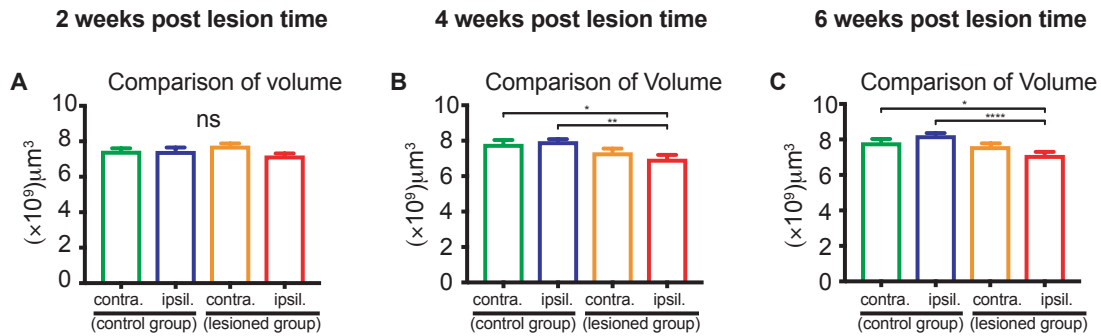 2 weeks post lesion time
4 weeks post lesion time
6 weeks post lesion time
A
Comparison of volume
(×10⁹)μm³
10
8
6
4
2
0
ns
contra.
ipsil.
contra.
ipsil.
(control group)
(lesioned group)
B
Comparison of Volume
(×10⁹)μm³
10
8
6
4
2
0
*
**
contra.
ipsil.
contra.
ipsil.
(control group)
(lesioned group)
C
Comparison of Volume
(×10⁹)μm³
10
8
6
4
2
0
*
****
contra.
ipsil.
contra.
ipsil.
(control group)
(lesioned group)